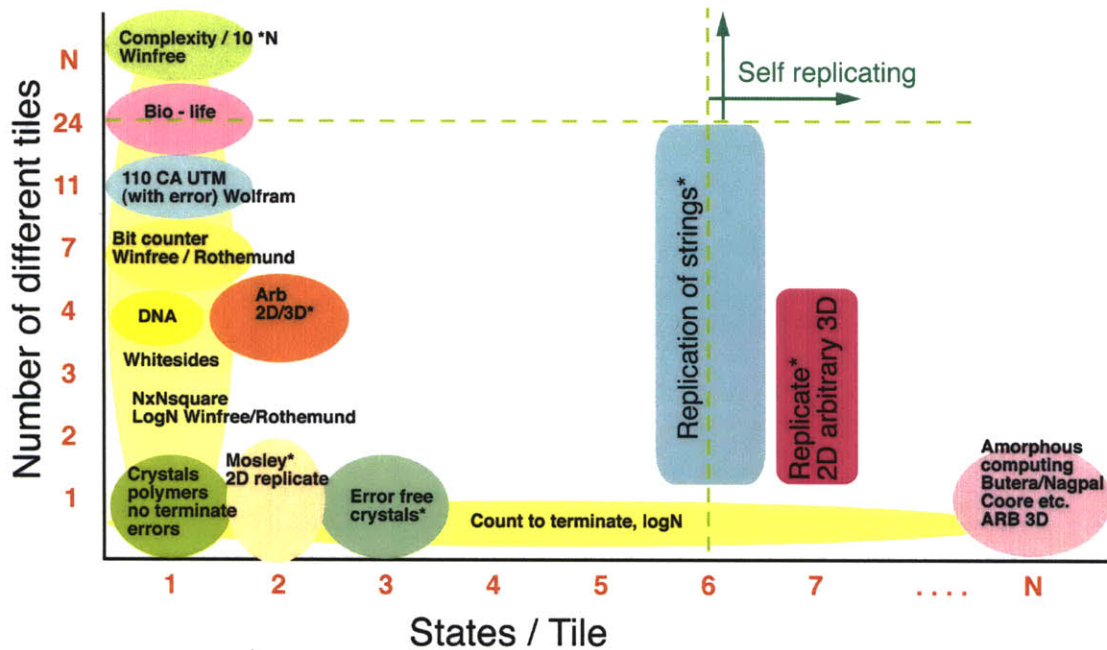 Number of different tiles
N
24
11
7
4
3
2
1
Complexity / 10 *N
Winfree
Bio - life
110 CA UTM
(with error) Wolfram
Bit counter
Winfree / Rothemund
DNA
Arb
2D/3D*
Whitesides
NxNsquare
LogN Winfree/Rothemund
Crystals
polymers
no terminate
errors
Mosley*
2D replicate
Error free
crystals*
Count to terminate, logN
Self replicating
Replication of strings*
Replicate*
2D arbitrary 3D
Amorphous
computing
Butera/Nagpal
Coore etc.
ARB 3D
1 2 3 4 5 6 7 .... N
States / Tile